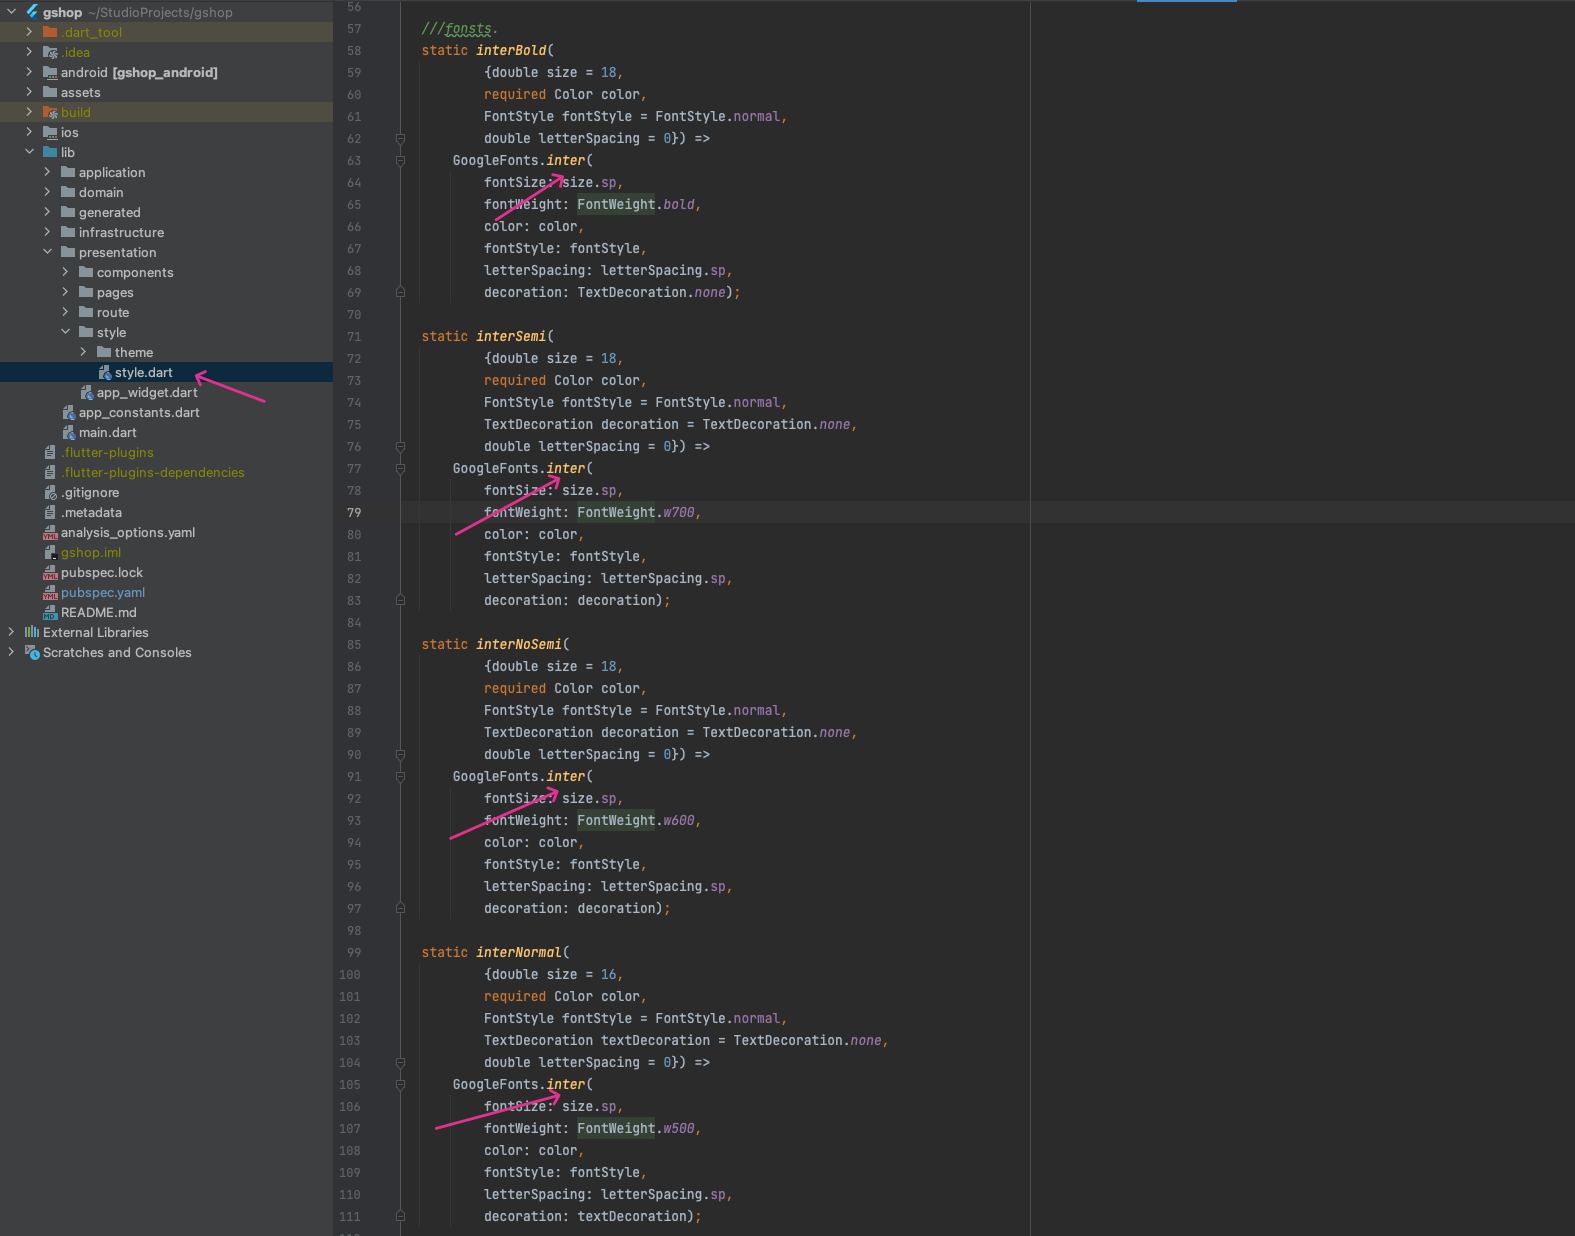 gshop ~/StudioProjects/gshop
.dart_tool
.idea
android [gshop_android]
assets
build
ios
lib
application
domain
generated
infrastructure
presentation
components
pages
route
style
theme
style.dart
app_widget.dart
app_constants.dart
main.dart
.flutter-plugins
.flutter-plugins-dependencies
.gitignore
.metadata
analysis_options.yaml
gshop.iml
pubspec.lock
pubspec.yaml
README.md
External Libraries
Scratches and Consoles
56
57 ///fonsts.
58 static interBold(
59 {double size = 18,
60 required Color color,
61 FontStyle fontStyle = FontStyle.normal,
62 double letterSpacing = 0}) =>
63 GoogleFonts.inter(
64 fontSize: size.sp,
65 fontWeight: FontWeight.bold,
66 color: color,
67 fontStyle: fontStyle,
68 letterSpacing: letterSpacing.sp,
69 decoration: TextDecoration.none);
70
71 static interSemi(
72 {double size = 18,
73 required Color color,
74 FontStyle fontStyle = FontStyle.normal,
75 TextDecoration decoration = TextDecoration.none,
76 double letterSpacing = 0}) =>
77 GoogleFonts.inter(
78 fontSize: size.sp,
79 fontWeight: FontWeight.w700,
80 color: color,
81 fontStyle: fontStyle,
82 letterSpacing: letterSpacing.sp,
83 decoration: decoration);
84
85 static interNoSemi(
86 {double size = 18,
87 required Color color,
88 FontStyle fontStyle = FontStyle.normal,
89 TextDecoration decoration = TextDecoration.none,
90 double letterSpacing = 0}) =>
91 GoogleFonts.inter(
92 fontSize: size.sp,
93 fontWeight: FontWeight.w600,
94 color: color,
95 fontStyle: fontStyle,
96 letterSpacing: letterSpacing.sp,
97 decoration: decoration);
98
99 static interNormal(
100 {double size = 16,
101 required Color color,
102 FontStyle fontStyle = FontStyle.normal,
103 TextDecoration textDecoration = TextDecoration.none,
104 double letterSpacing = 0}) =>
105 GoogleFonts.inter(
106 fontSize: size.sp,
107 fontWeight: FontWeight.w500,
108 color: color,
109 fontStyle: fontStyle,
110 letterSpacing: letterSpacing.sp,
111 decoration: textDecoration);